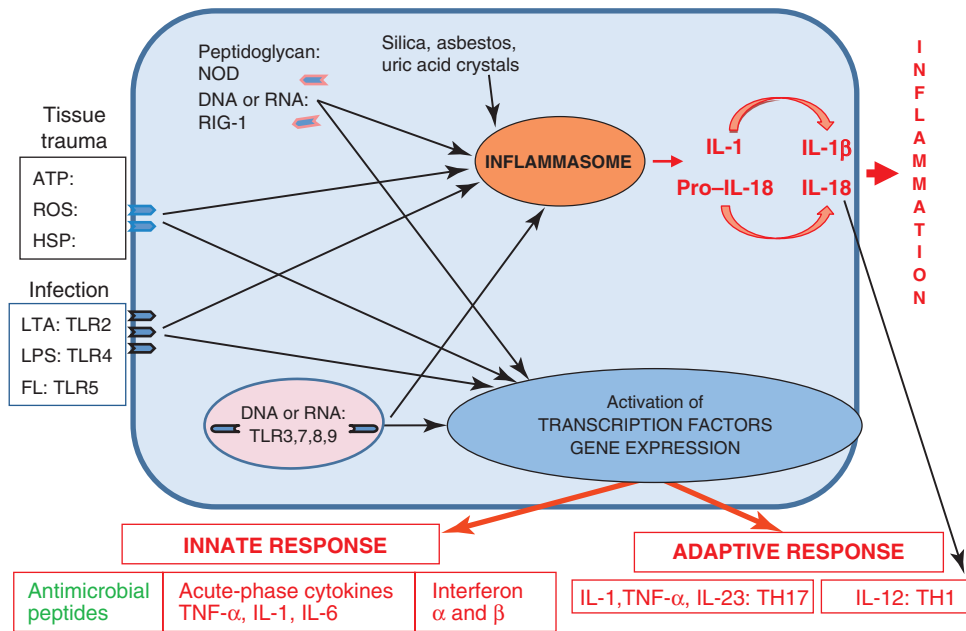 Peptidoglycan:
NOD
DNA or RNA:
RIG-1
Silica, asbestos,
uric acid crystals
INFLAMMASOME
IL-1
IL-1β
Pro–IL-18
IL-18
INFLAMMATION
Tissue
trauma
ATP:
ROS:
HSP:
Infection
LTA: TLR2
LPS: TLR4
FL: TLR5
DNA or RNA:
TLR3,7,8,9
Activation of
TRANSCRIPTION FACTORS
GENE EXPRESSION
INNATE RESPONSE
Antimicrobial
peptides
Acute-phase cytokines
TNF-α, IL-1, IL-6
Interferon
α and β
ADAPTIVE RESPONSE
IL-1,TNF-α, IL-23: TH17
IL-12: TH1